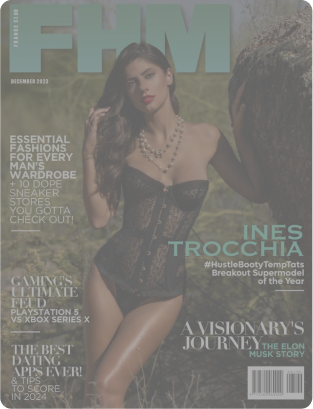 FHM
DECEMBER 2023
ESSENTIAL
FASHIONS
FOR EVERY
MAN'S
WARDROBE
+ 10 DOPE
SNEAKER
STORES
YOU GOTTA
CHECK OUT!
INES
TROCCHIA
#HustleBootyTempTats
Breakout Supermodel
of the Year
GAMING'S
ULTIMATE
FEUD
PLAYSTATION 5
VS XBOX SERIES X
A VISIONARY'S
JOURNEY THE ELON
MUSK STORY
THE BEST
DATING
APPS EVER!
& TIPS
TO SCORE
IN 2024